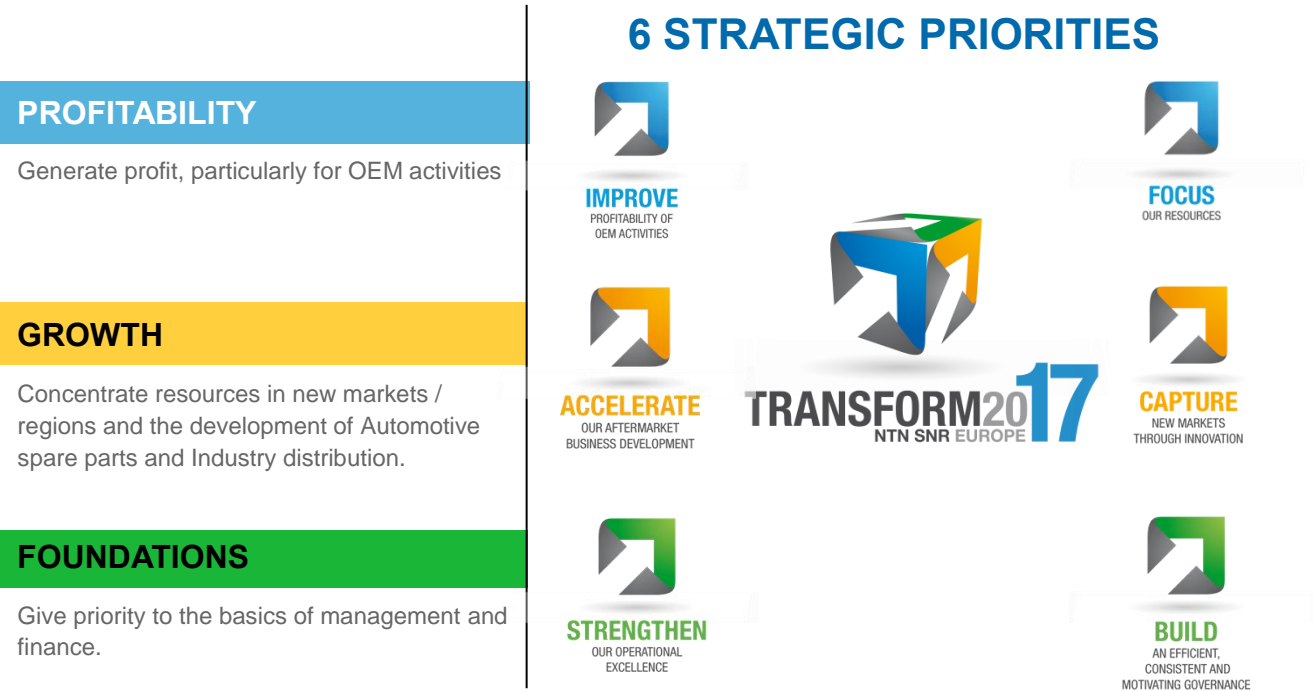 6 STRATEGIC PRIORITIES
PROFITABILITY
Generate profit, particularly for OEM activities
GROWTH
Concentrate resources in new markets /
regions and the development of Automotive
spare parts and Industry distribution.
FOUNDATIONS
Give priority to the basics of management and
finance.
IMPROVE
PROFITABILITY OF
OEM ACTIVITIES
FOCUS
OUR RESOURCES
ACCELERATE
OUR AFTERMARKET
BUSINESS DEVELOPMENT
TRANSFORM2017
NTN SNR EUROPE
CAPTURE
NEW MARKETS
THROUGH INNOVATION
STRENGTHEN
OUR OPERATIONAL
EXCELLENCE
BUILD
AN EFFICIENT,
CONSISTENT AND
MOTIVATING GOVERNANCE